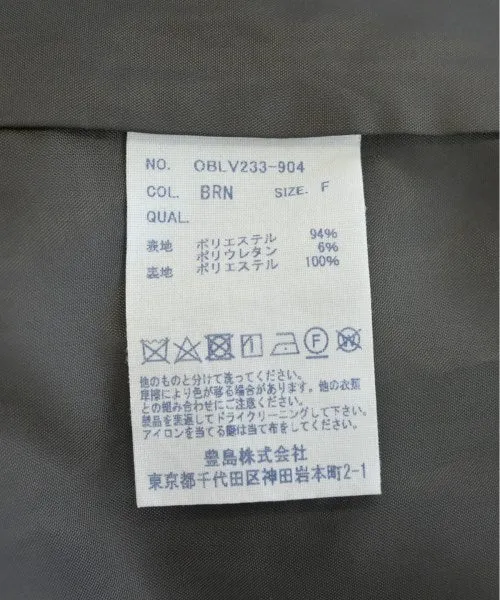 NO. OBLV233-904
COL. BRN SIZE. F
QUAL.
表地 ポリエステル 94%
ポリウレタン 6%
裏地 ポリエステル 100%
F W
他のものと分けて洗ってください。
摩擦により色が移る場合があります。他の衣類
との組み合わせにご注意ください。
製品を裏返してドライクリーニングして下さい。
アイロンを当てる際は当て布をしてください。
豊島株式会社
東京都千代田区神田岩本町2-1